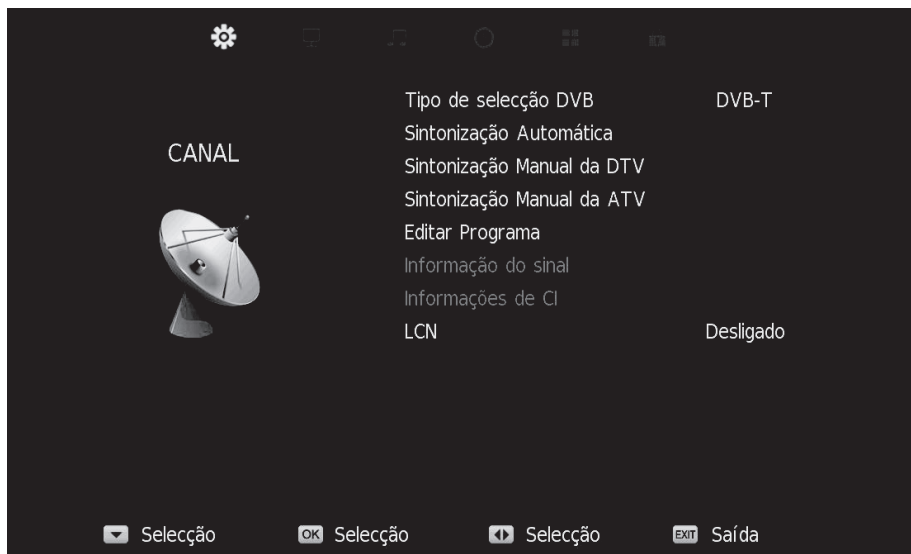 CANAL
Tipo de selecção DVB DVB-T
Sintonização Automática
Sintonização Manual da DTV
Sintonização Manual da ATV
Editar Programa
Informação do sinal
Informações de CI
LCN Desligado
Selecção OK Selecção Selecção EXIT Saída